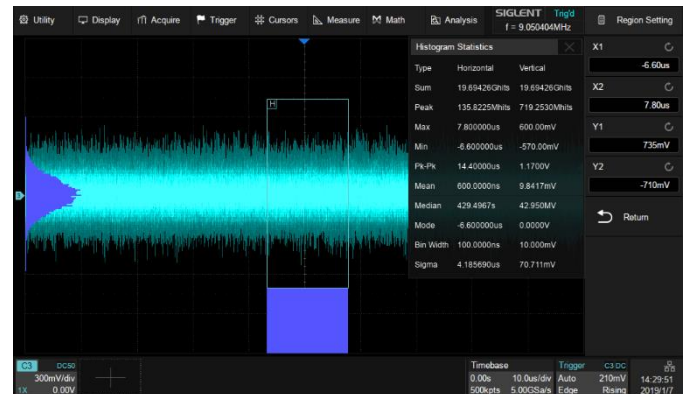 Utility Display Acquire Trigger Cursors Measure Math Analysis
SIGLENT Trig'd
f = 9.050404MHz
Region Setting
Histogram Statistics
Type Horizontal Vertical
Sum 19.69426Ghits 19.69426Ghits
Peak 135.8225Mhits 719.2530Mhits
Max 7.800000us 600.00mV
Min -6.600000us -570.00mV
Pk-Pk 14.40000us 1.1700V
Mean 600.0000ns 9.8417mV
Median 429.4967s 42.950MV
Mode -6.600000us 0.0000V
Bin Width 100.0000ns 10.000mV
Sigma 4.185690us 70.711mV
X1
-6.60us
X2
7.80us
Y1
735mV
Y2
-710mV
Return
H
3
C3 DC50
300mV/div
1X 0.00V
Timebase
0.00s 10.0us/div
500kpts 5.00GSa/s
Trigger C3 DC
Auto 210mV
Edge Rising
14:29:51
2019/1/7